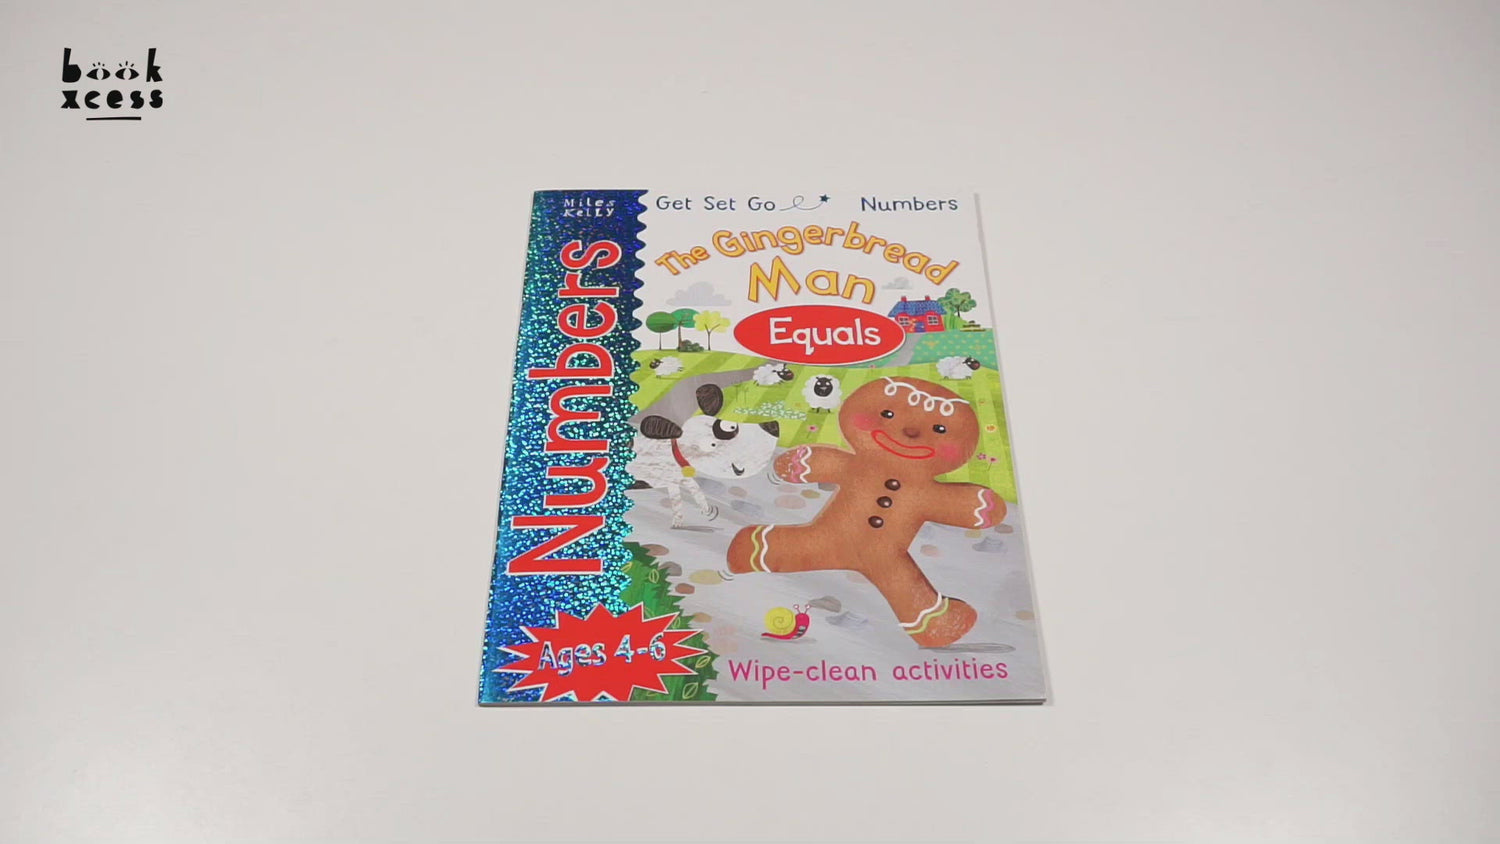 book
xcess
Miles
Kelly
Numbers
Ages 4-6
Get Set Go
Numbers
The Gingerbread
Man
Equals
Wipe-clean activities